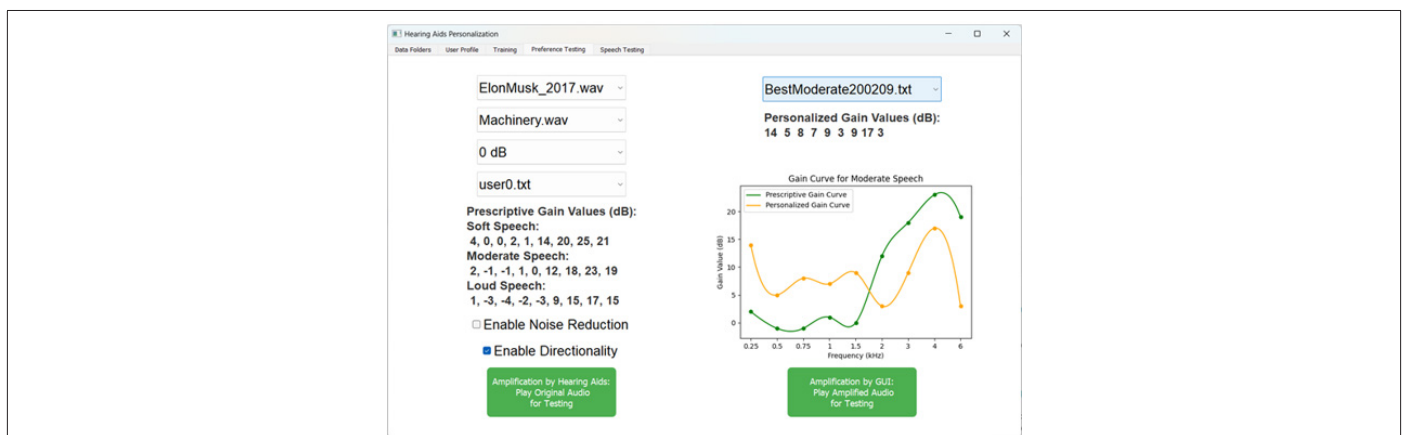 Hearing Aids Personalization
Data Folders User Profile Training Preference Testing Speech Testing
ElonMusk_2017.wav
Machinery.wav
0 dB
user0.txt
Prescriptive Gain Values (dB):
Soft Speech:
4, 0, 0, 2, 1, 14, 20, 25, 21
Moderate Speech:
2, -1, -1, 1, 0, 12, 18, 23, 19
Loud Speech:
1, -3, -4, -2, -3, 9, 15, 17, 15
Enable Noise Reduction
Enable Directionality
Amplification by Hearing Aids:
Play Original Audio
for Testing
BestModerate200209.txt
Personalized Gain Values (dB):
14 5 8 7 9 3 9 17 3
Gain Curve for Moderate Speech
Prescriptive Gain Curve
Personalized Gain Curve
Gain Value (dB)
20
15
10
5
0
0.25 0.5 0.75 1 1.5 2 3 4 6
Frequency (kHz)
Amplification by GUI:
Play Amplified Audio
for Testing